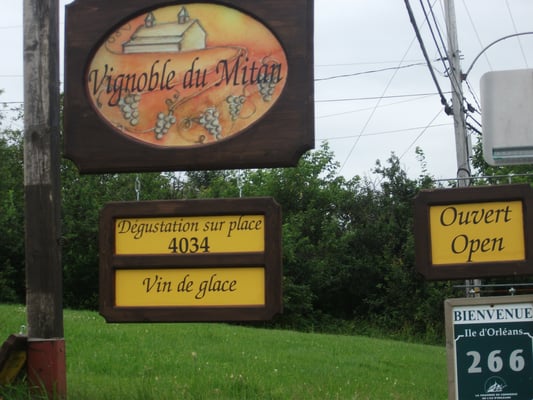 Vignoble du Mitan
Dégustation sur place
4034
Vin de glace
Ouvert
Open
BIENVENUE
Ile d'Orléans
266